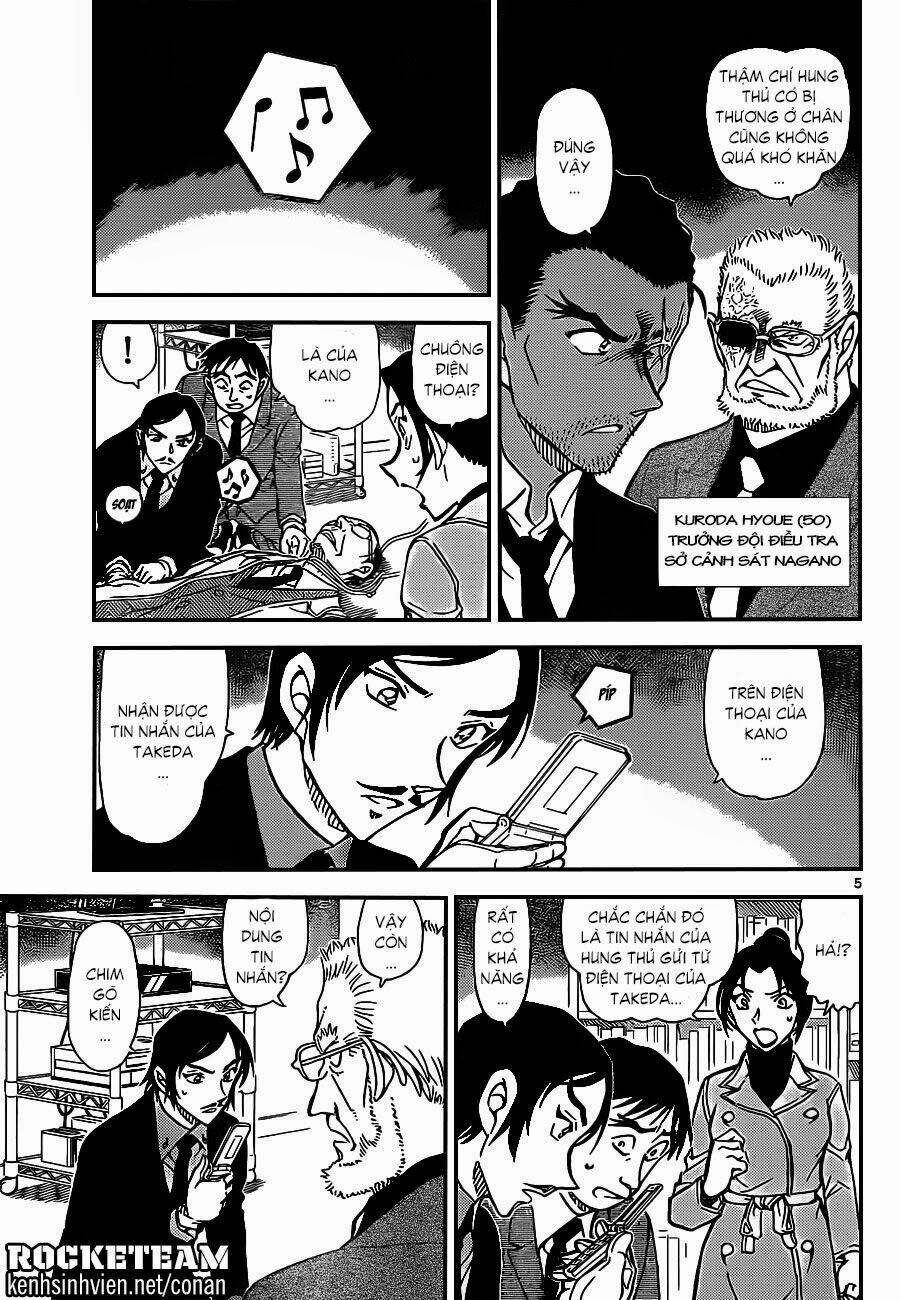 THẬM CHÍ HUNG
THỦ CÓ BỊ
THƯƠNG Ở CHÂN
CŨNG KHÔNG
QUÁ KHÓ KHĂN
...
ĐÚNG
VẬY
...
KURODA HYOUE (50)
TRƯỞNG ĐỘI ĐIỀU TRA
SỞ CẢNH SÁT NAGANO
CHUÔNG
ĐIỆN
THOẠI?
LÀ CỦA
KANO
!
SOẠT
TRÊN ĐIỆN
THOẠI CỦA
KANO
...
PÍP
NHẬN ĐƯỢC
TIN NHẮN CỦA
TAKEDA
...
5
HẢ!?
CHẮC CHẮN ĐÓ
LÀ TIN NHẮN CỦA
HUNG THỦ GỬI TỪ
ĐIỆN THOẠI CỦA
TAKEDA...
RẤT
CÓ
KHẢ
NĂNG
...
VẬY
CÒN
...
NỘI
DUNG
TIN
NHẮN?
CHIM
GÕ
KIẾN
...
ROCKETEAM
kenhsinhvien.net/conan